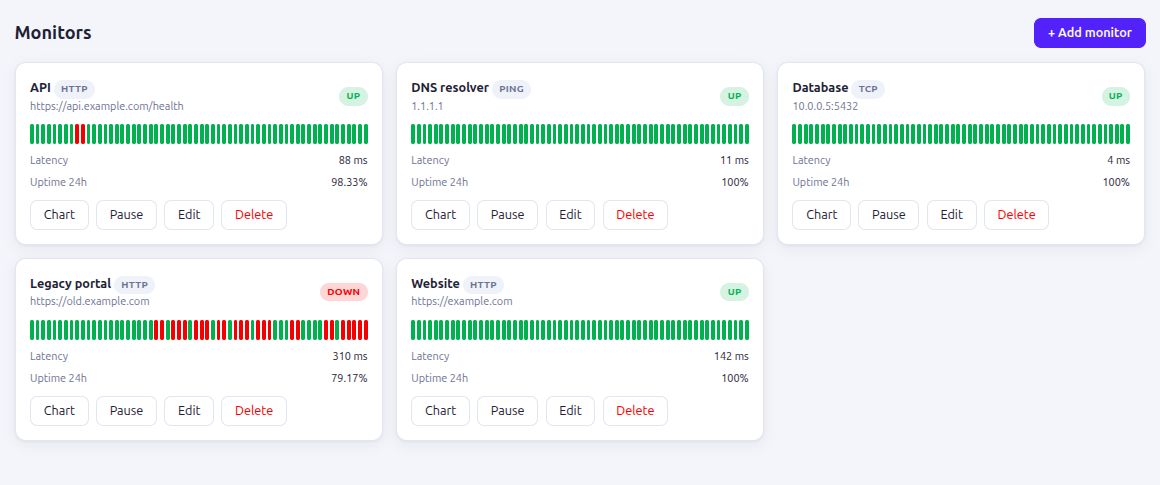 Monitors
+ Add monitor
API HTTP
https://api.example.com/health
UP
Latency 88 ms
Uptime 24h 98.33%
Chart Pause Edit Delete
DNS resolver PING
1.1.1.1
UP
Latency 11 ms
Uptime 24h 100%
Chart Pause Edit Delete
Database TCP
10.0.0.5:5432
UP
Latency 4 ms
Uptime 24h 100%
Chart Pause Edit Delete
Legacy portal HTTP
https://old.example.com
DOWN
Latency 310 ms
Uptime 24h 79.17%
Chart Pause Edit Delete
Website HTTP
https://example.com
UP
Latency 142 ms
Uptime 24h 100%
Chart Pause Edit Delete